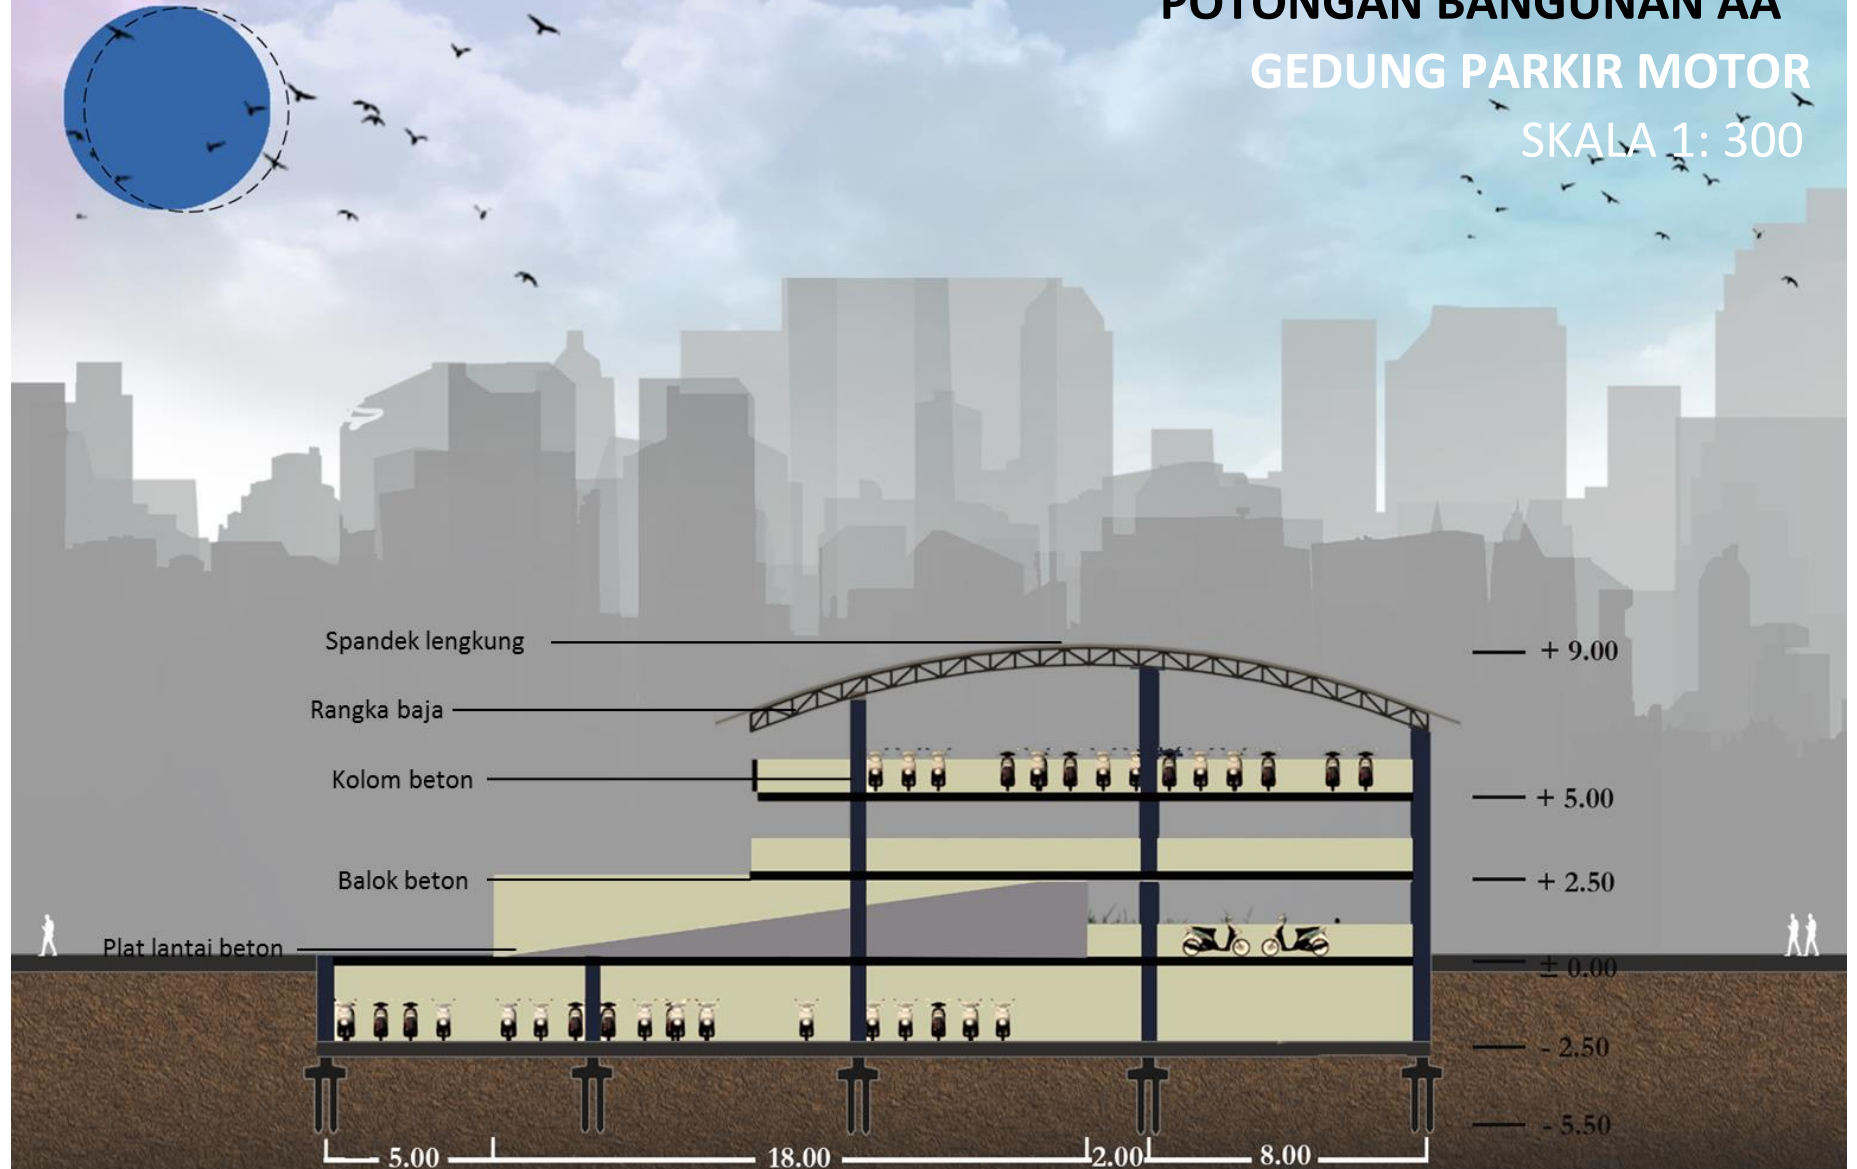 POTONGAN BANGUNAN AA
GEDUNG PARKIR MOTOR
SKALA 1: 300
Spandek lengkung
+ 9.00
Rangka baja
Kolom beton
+ 5.00
Balok beton
+ 2.50
Plat lantai beton
± 0.00
- 2.50
- 5.50
5.00
18.00
2.00
8.00